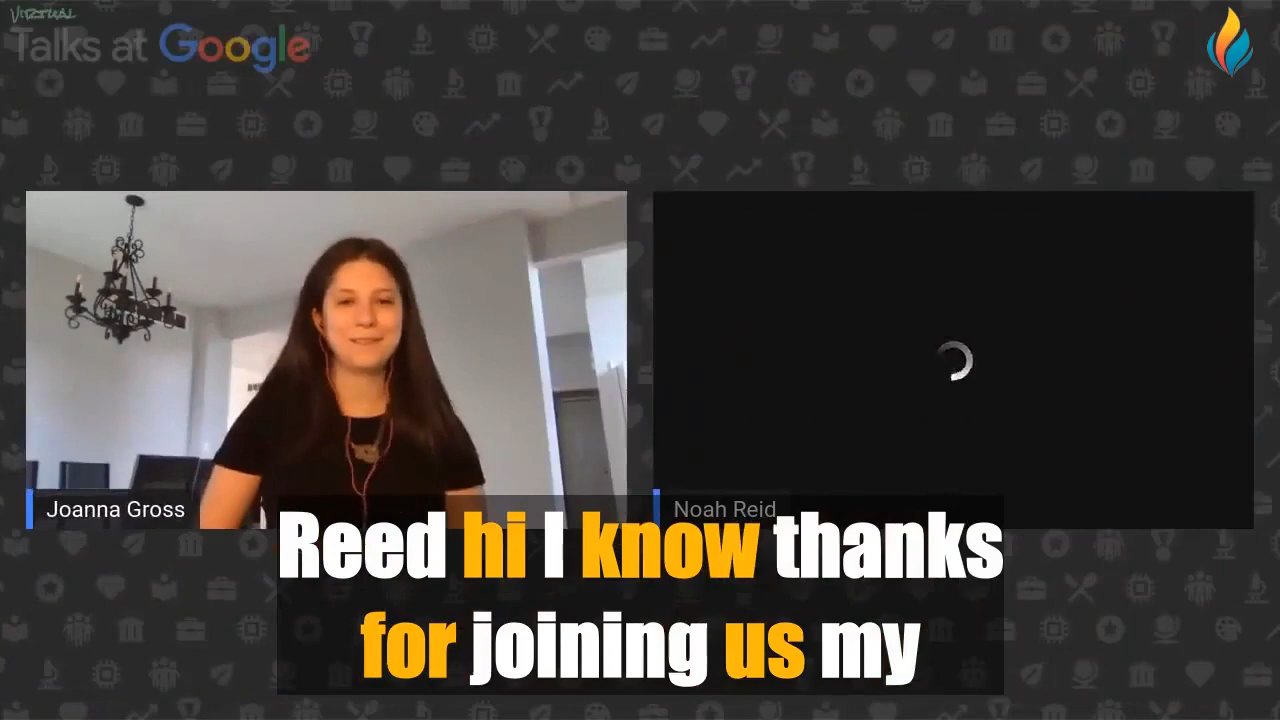 VIRTUAL
Talks at Google
Joanna Gross
Noah Reid
Reed hi I know thanks
for joining us my